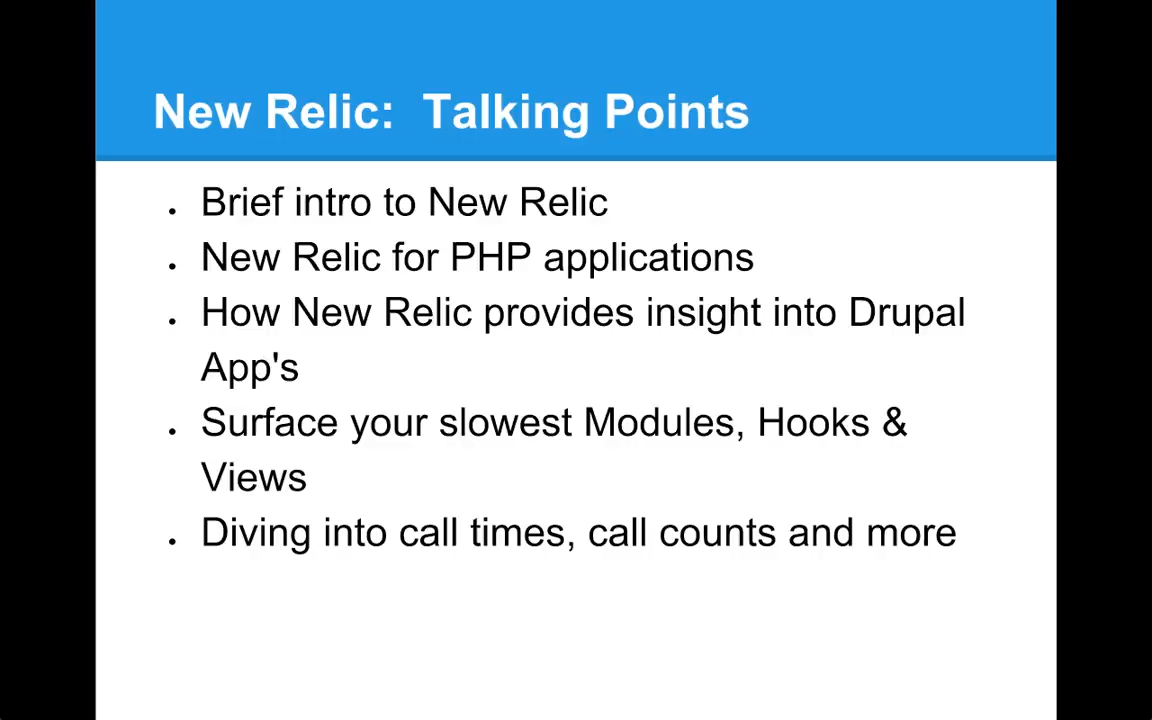 New Relic:  Talking Points
Brief intro to New Relic
New Relic for PHP applications
How New Relic provides insight into Drupal
App's
Surface your slowest Modules, Hooks &
Views
Diving into call times, call counts and more